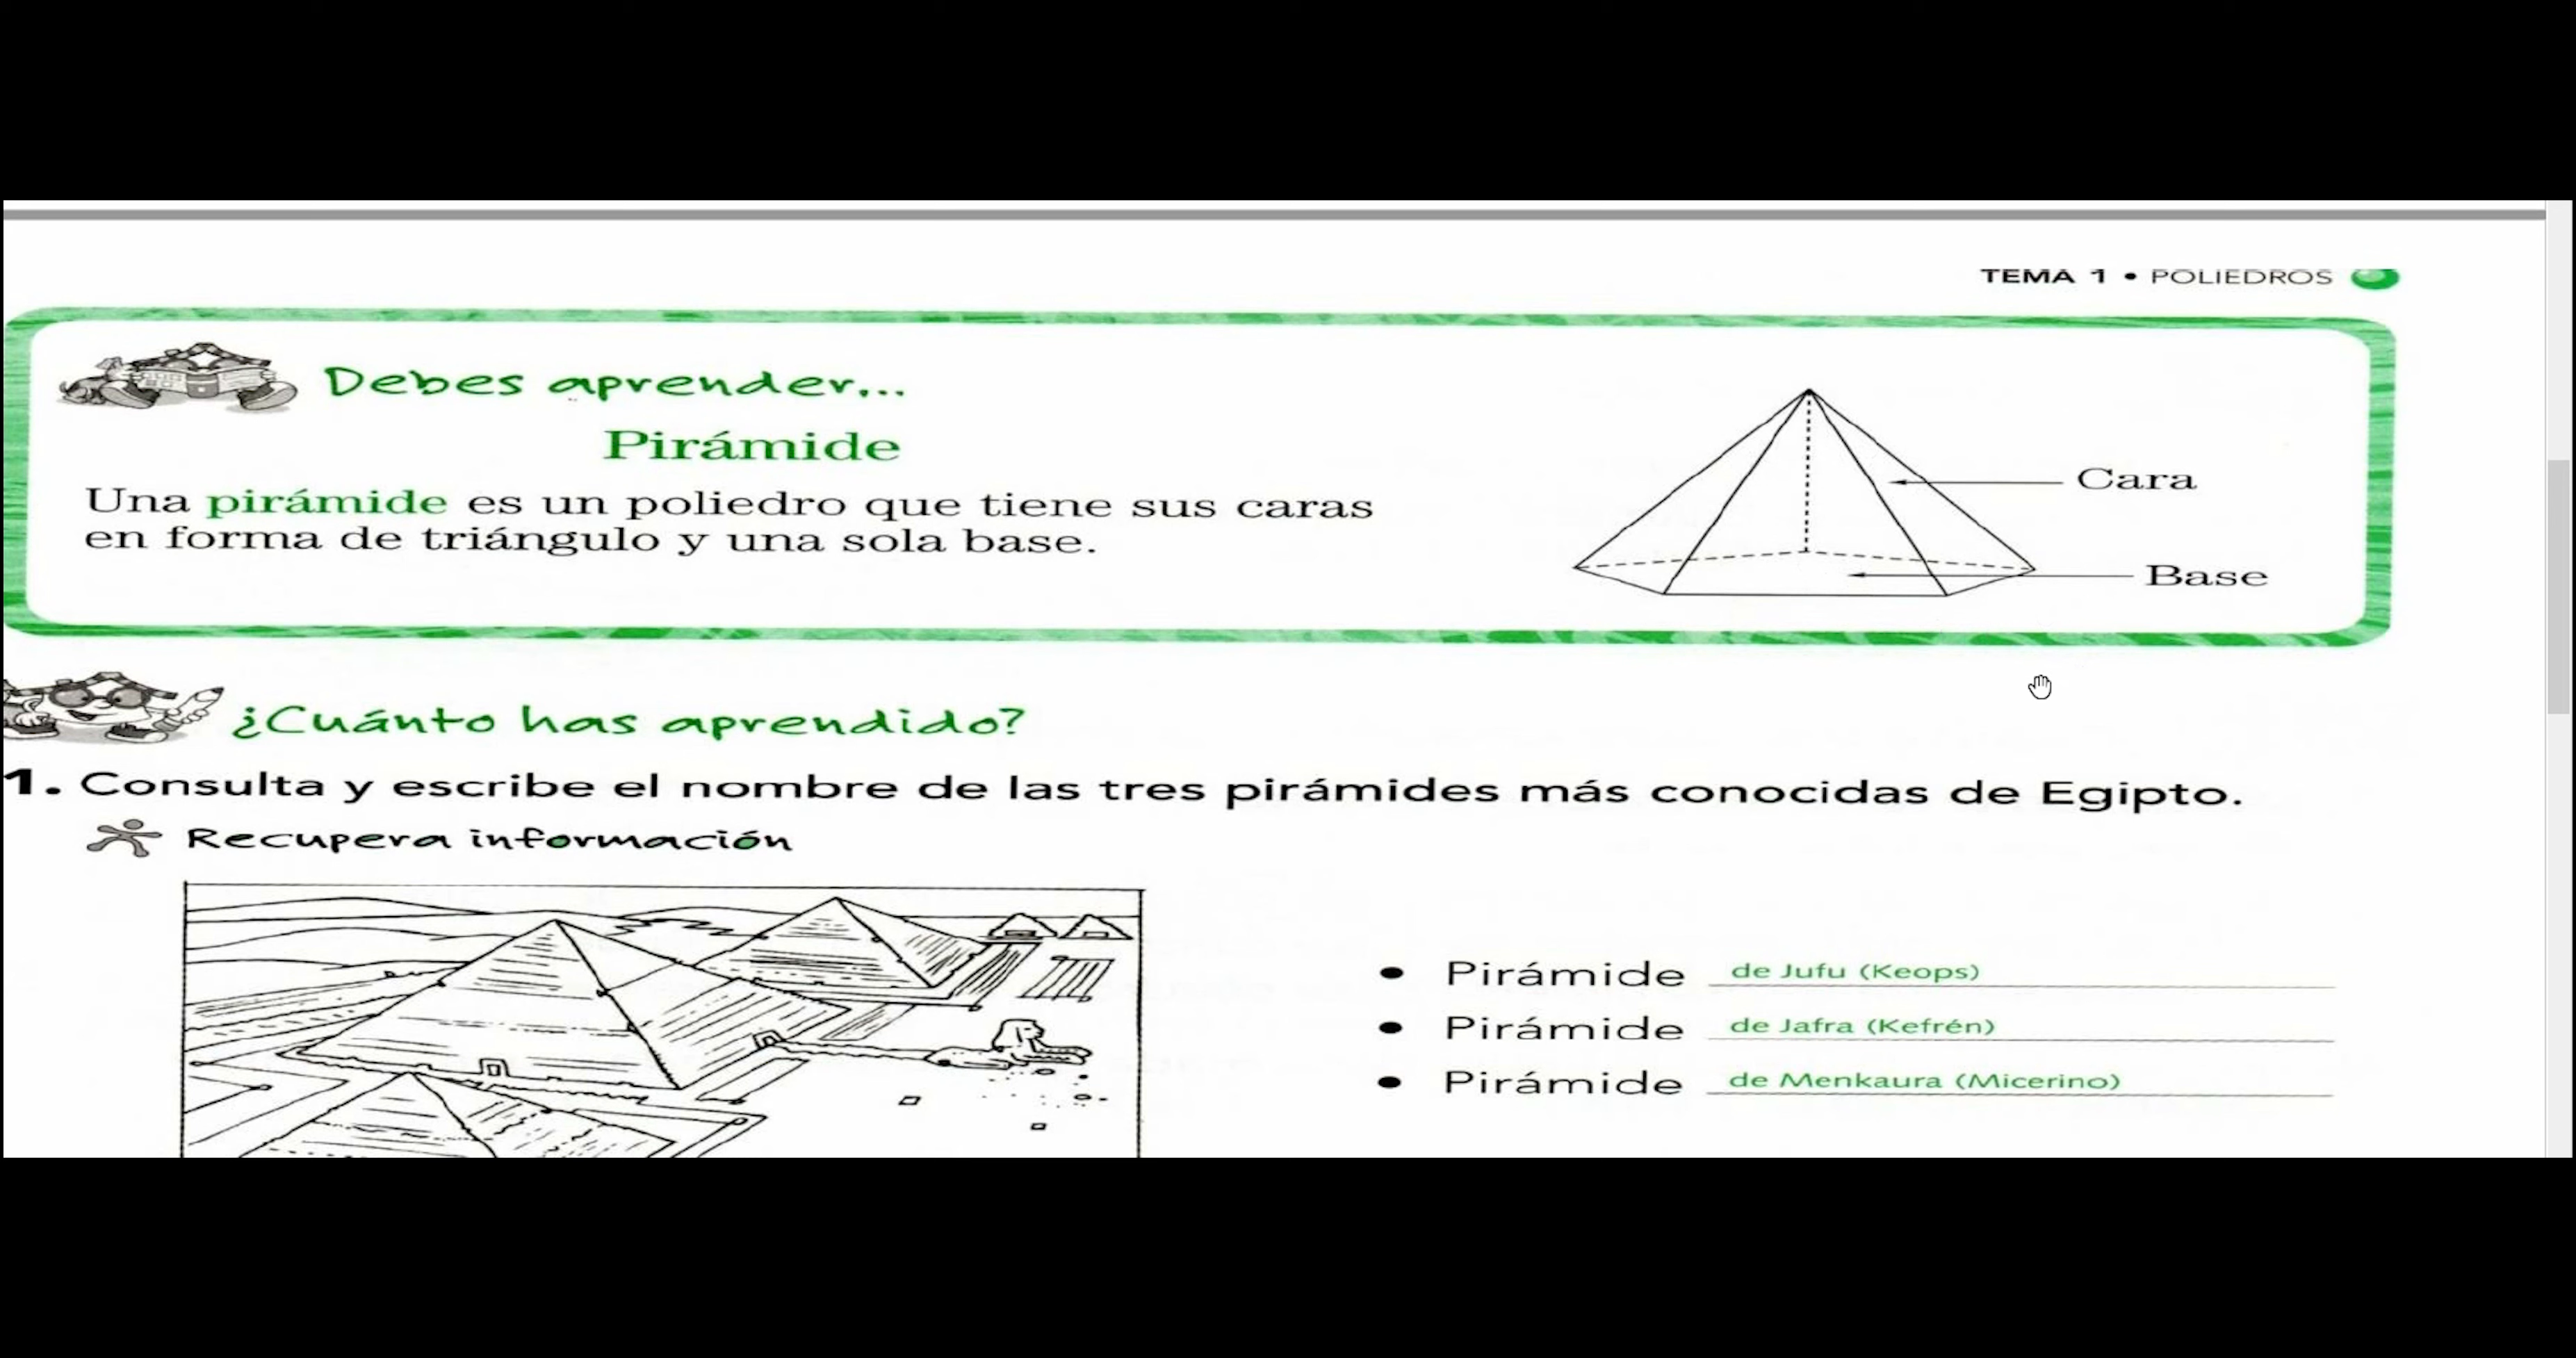 TEMA 1 • POLIEDROS
Debes aprender...
Pirámide
Una pirámide es un poliedro que tiene sus caras
en forma de triángulo y una sola base.
Cara
Base
¿Cuánto has aprendido?
1. Consulta y escribe el nombre de las tres pirámides más conocidas de Egipto.
Recupera información
• Pirámide de Jufu (Keops)
• Pirámide de Jafra (Kefrén)
• Pirámide de Menkaura (Micerino)